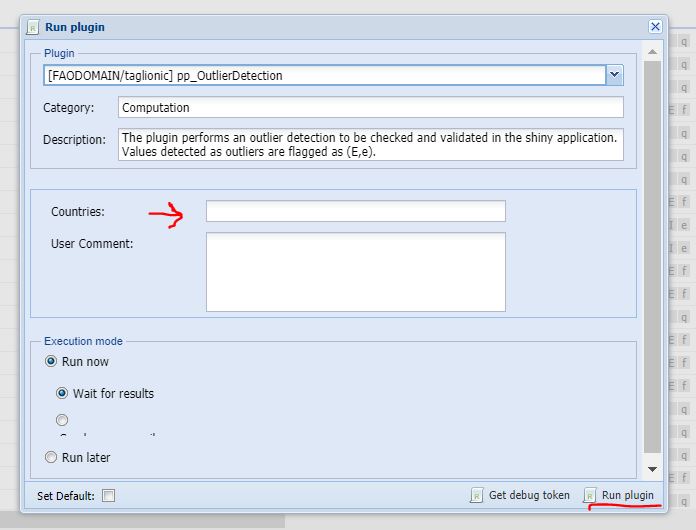 Run plugin
Plugin
[FAODOMAIN/taglionic] pp_OutlierDetection
Category: Computation
Description: The plugin performs an outlier detection to be checked and validated in the shiny application.
Values detected as outliers are flagged as (E,e).
Countries:
User Comment:
Execution mode
Run now
Wait for results
Run later
Set Default: Get debug token Run plugin
q
q
q
E f
q
q
q
E f
I e
I e
E f
E f
q
E f
E f
E f
q
q
E f
E f
q